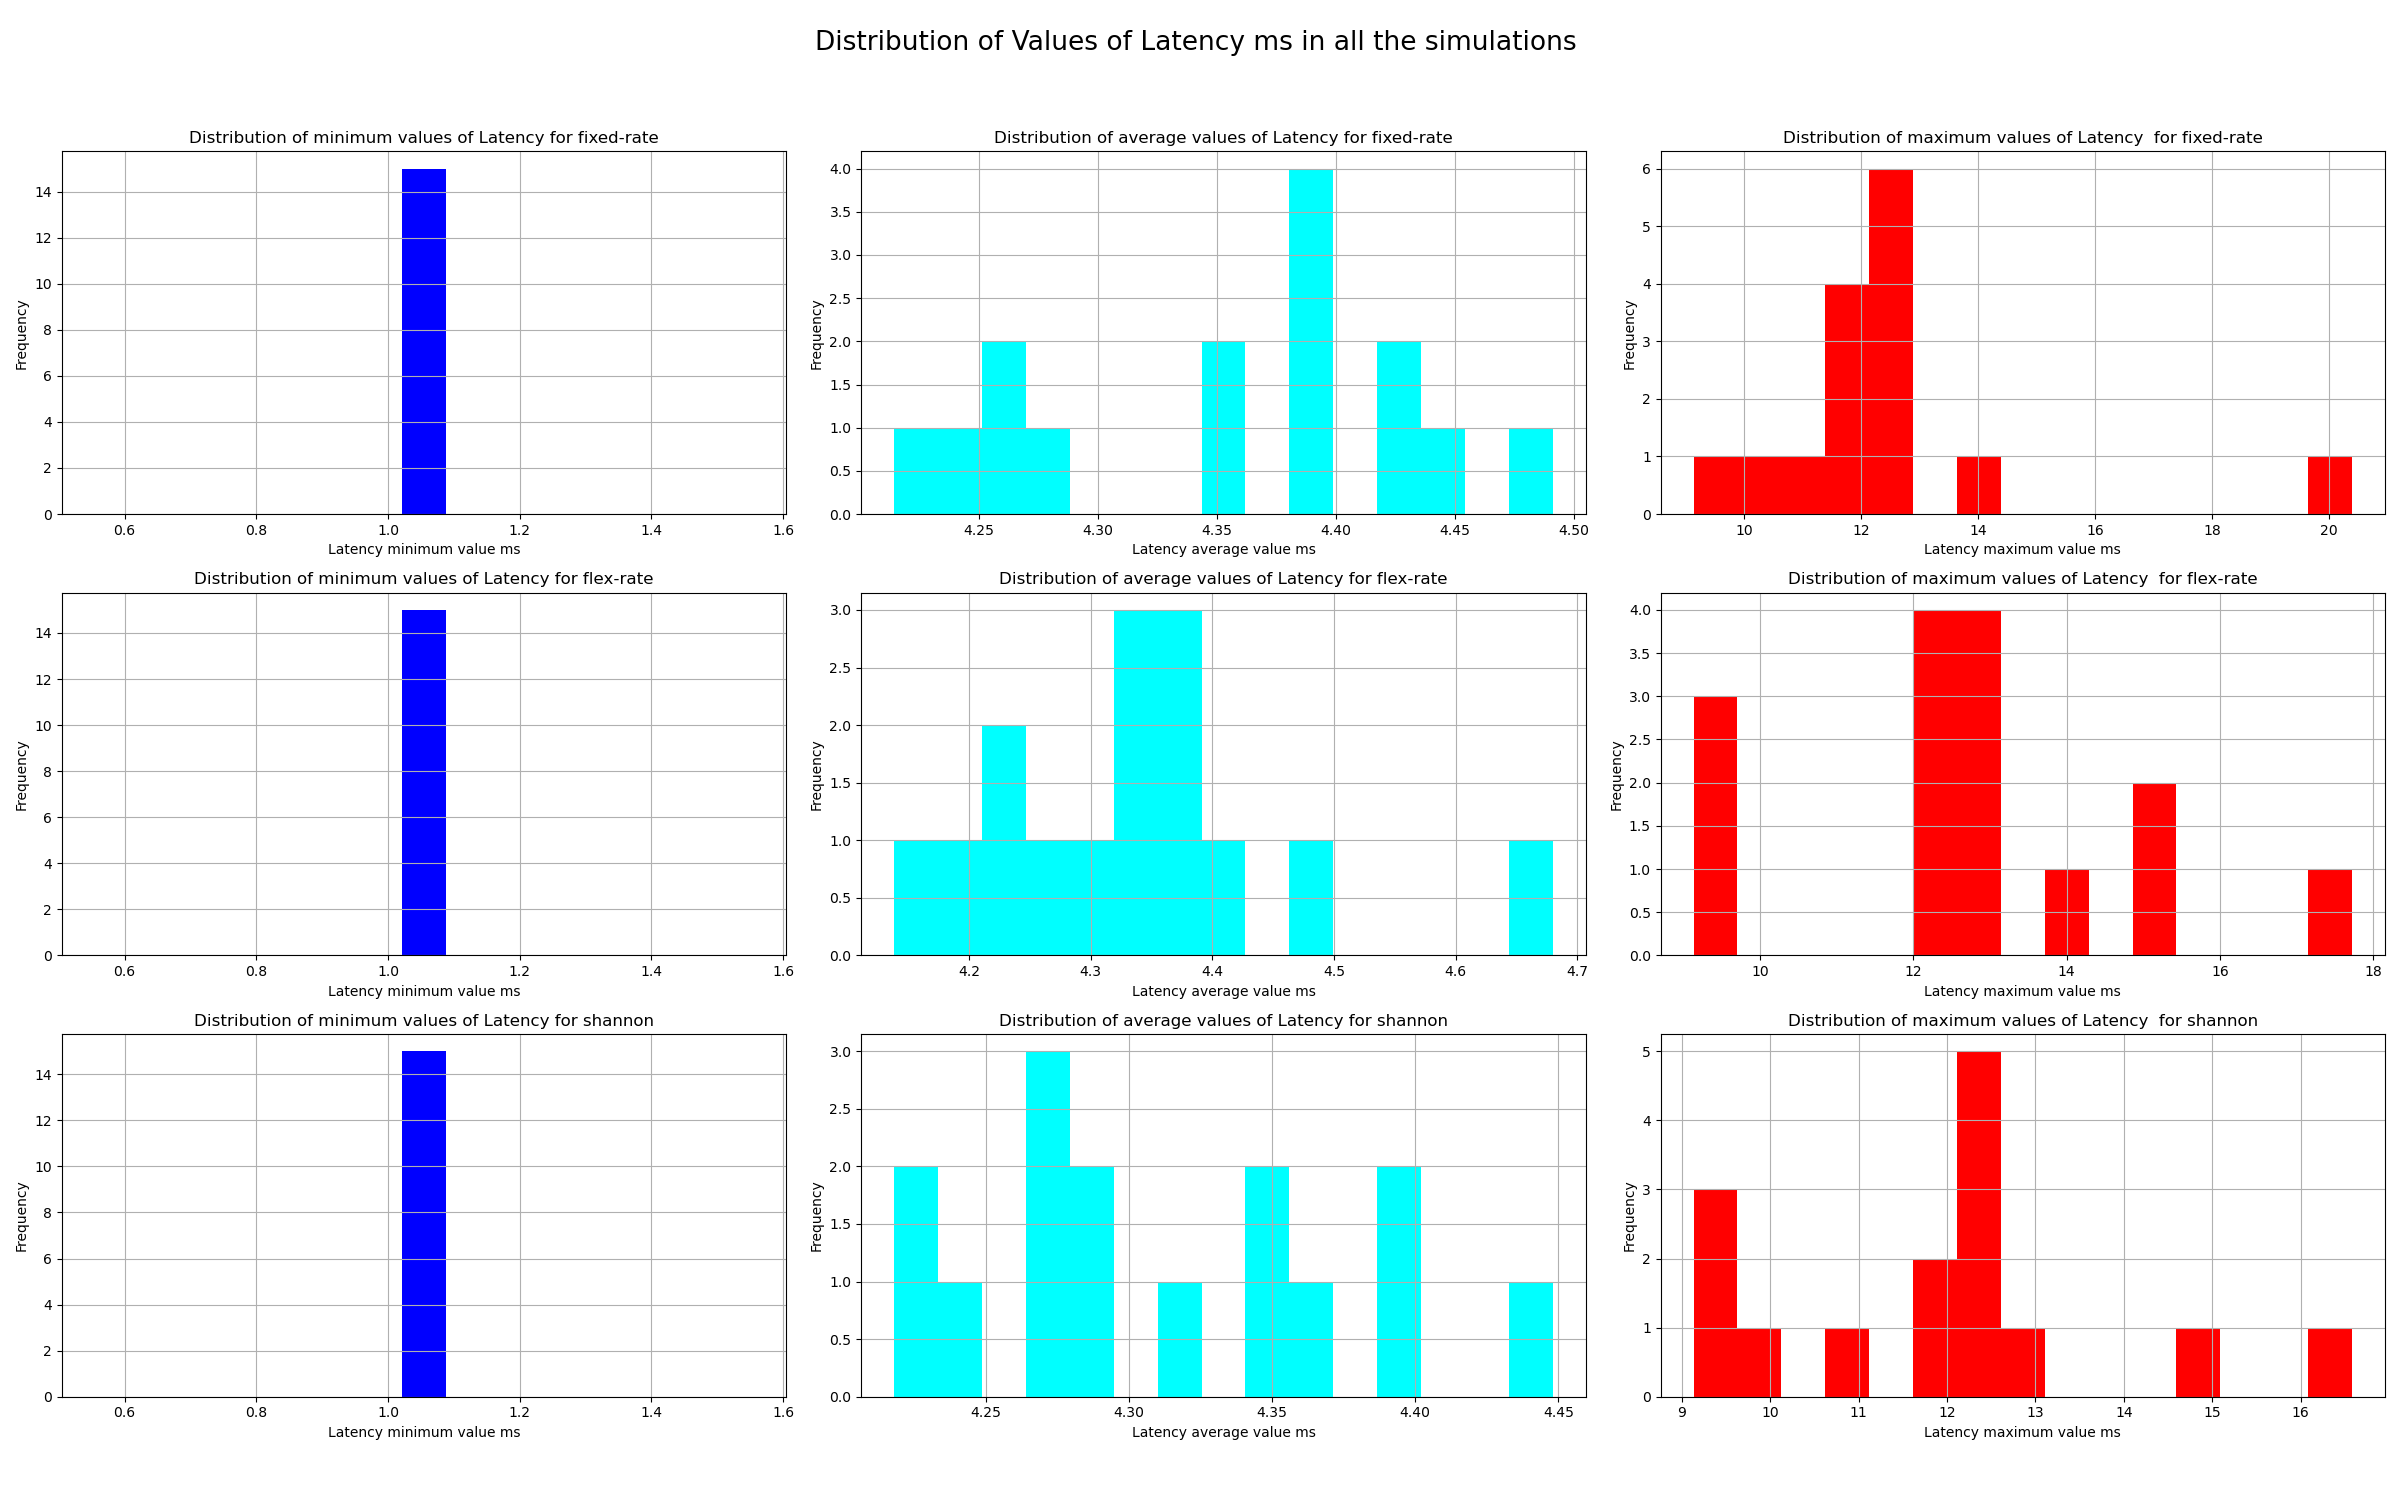 Distribution of Values of Latency ms in all the simulations
Distribution of minimum values of Latency for fixed-rate
Frequency
14
12
10
8
6
4
2
0
0.6 0.8 1.0 1.2 1.4 1.6
Latency minimum value ms
Distribution of average values of Latency for fixed-rate
Frequency
4.0
3.5
3.0
2.5
2.0
1.5
1.0
0.5
0.0
4.25 4.30 4.35 4.40 4.45 4.50
Latency average value ms
Distribution of maximum values of Latency  for fixed-rate
Frequency
6
5
4
3
2
1
0
10 12 14 16 18 20
Latency maximum value ms
Distribution of minimum values of Latency for flex-rate
Frequency
14
12
10
8
6
4
2
0
0.6 0.8 1.0 1.2 1.4 1.6
Latency minimum value ms
Distribution of average values of Latency for flex-rate
Frequency
3.0
2.5
2.0
1.5
1.0
0.5
0.0
4.2 4.3 4.4 4.5 4.6 4.7
Latency average value ms
Distribution of maximum values of Latency  for flex-rate
Frequency
4.0
3.5
3.0
2.5
2.0
1.5
1.0
0.5
0.0
10 12 14 16 18
Latency maximum value ms
Distribution of minimum values of Latency for shannon
Frequency
14
12
10
8
6
4
2
0
0.6 0.8 1.0 1.2 1.4 1.6
Latency minimum value ms
Distribution of average values of Latency for shannon
Frequency
3.0
2.5
2.0
1.5
1.0
0.5
0.0
4.25 4.30 4.35 4.40 4.45
Latency average value ms
Distribution of maximum values of Latency  for shannon
Frequency
5
4
3
2
1
0
9 10 11 12 13 14 15 16
Latency maximum value ms